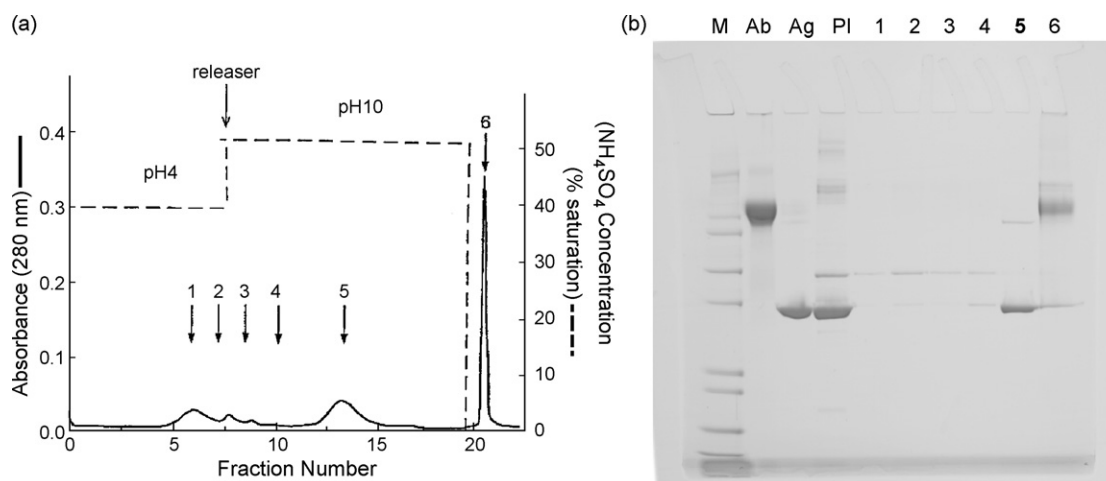 (a)
releaser
pH4
pH10
0.4
0.3
0.2
0.1
0.0
Absorbance (280 nm)
1
2
3
4
5
6
50
40
30
20
10
0
(NH₄SO₄ Concentration
(% saturation)
0
5
10
15
20
Fraction Number
(b)
M Ab Ag PI 1 2 3 4 5 6